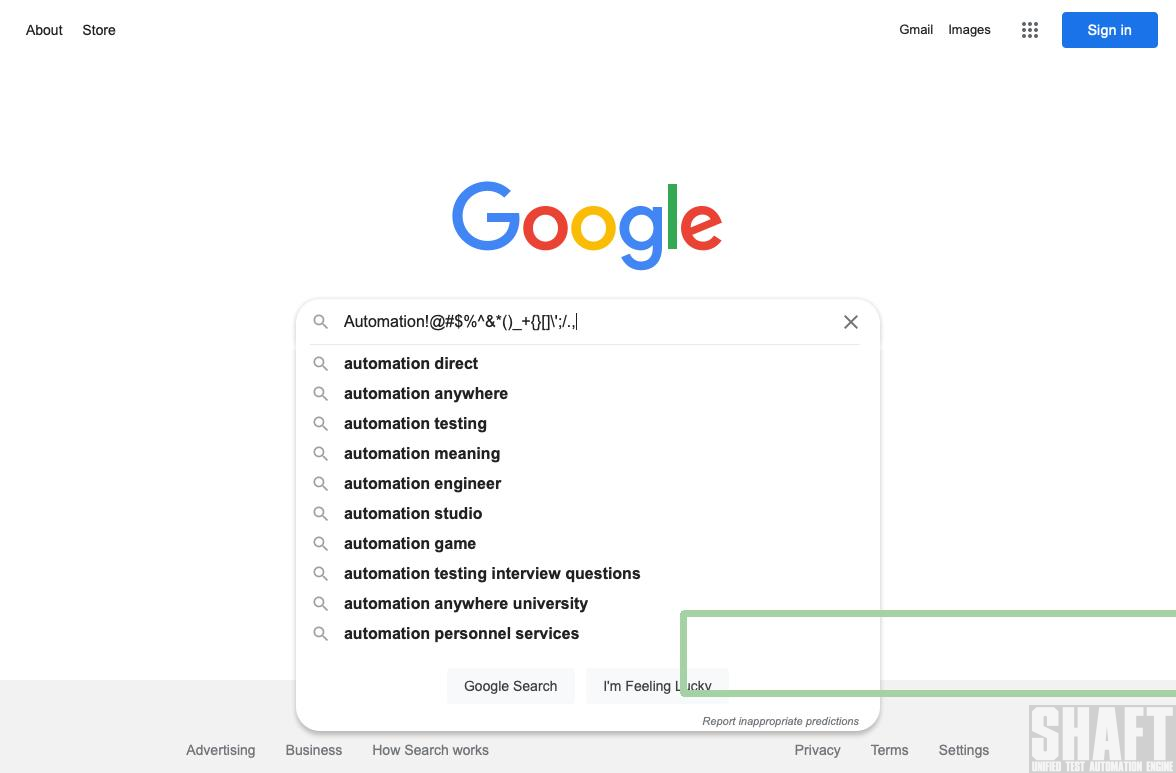 About Store Gmail Images Sign in
Google
Automation!@#$%^&*()_+{}[]\';/.,
automation direct
automation anywhere
automation testing
automation meaning
automation engineer
automation studio
automation game
automation testing interview questions
automation anywhere university
automation personnel services
Google Search I'm Feeling Lucky
Report inappropriate predictions
Advertising Business How Search works Privacy Terms Settings
SHAFT
UNIFIED TEST AUTOMATION ENGINE